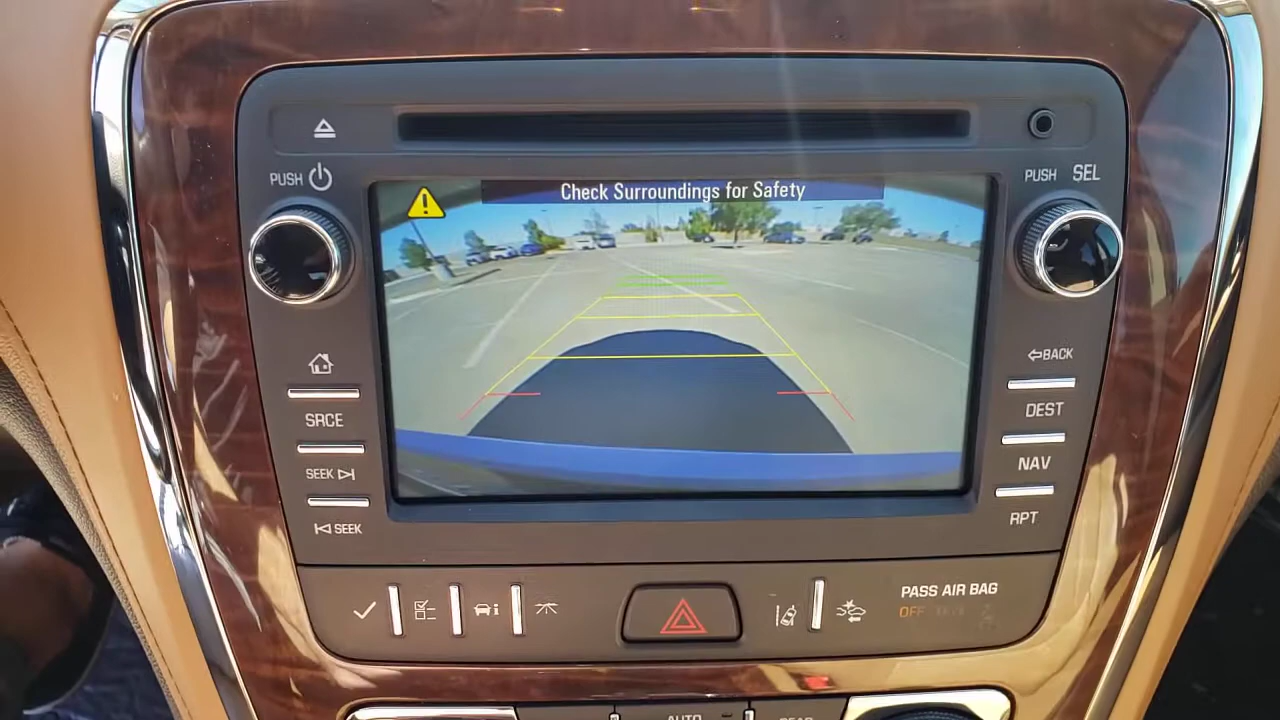 PUSH
PUSH SEL
Check Surroundings for Safety
BACK
SRCE
DEST
SEEK
NAV
SEEK
RPT
PASS AIR BAG
OFF
AUTO
REAR